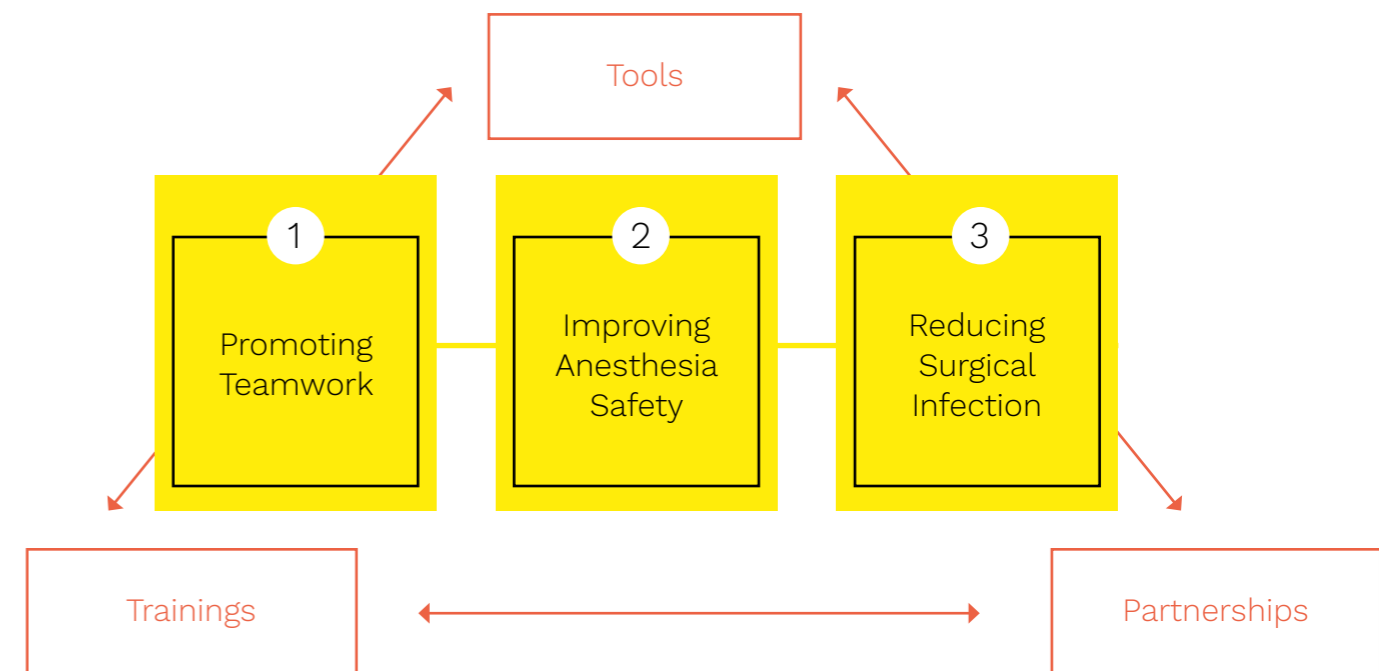 Tools
1
Promoting
Teamwork
2
Improving
Anesthesia
Safety
3
Reducing
Surgical
Infection
Trainings
Partnerships